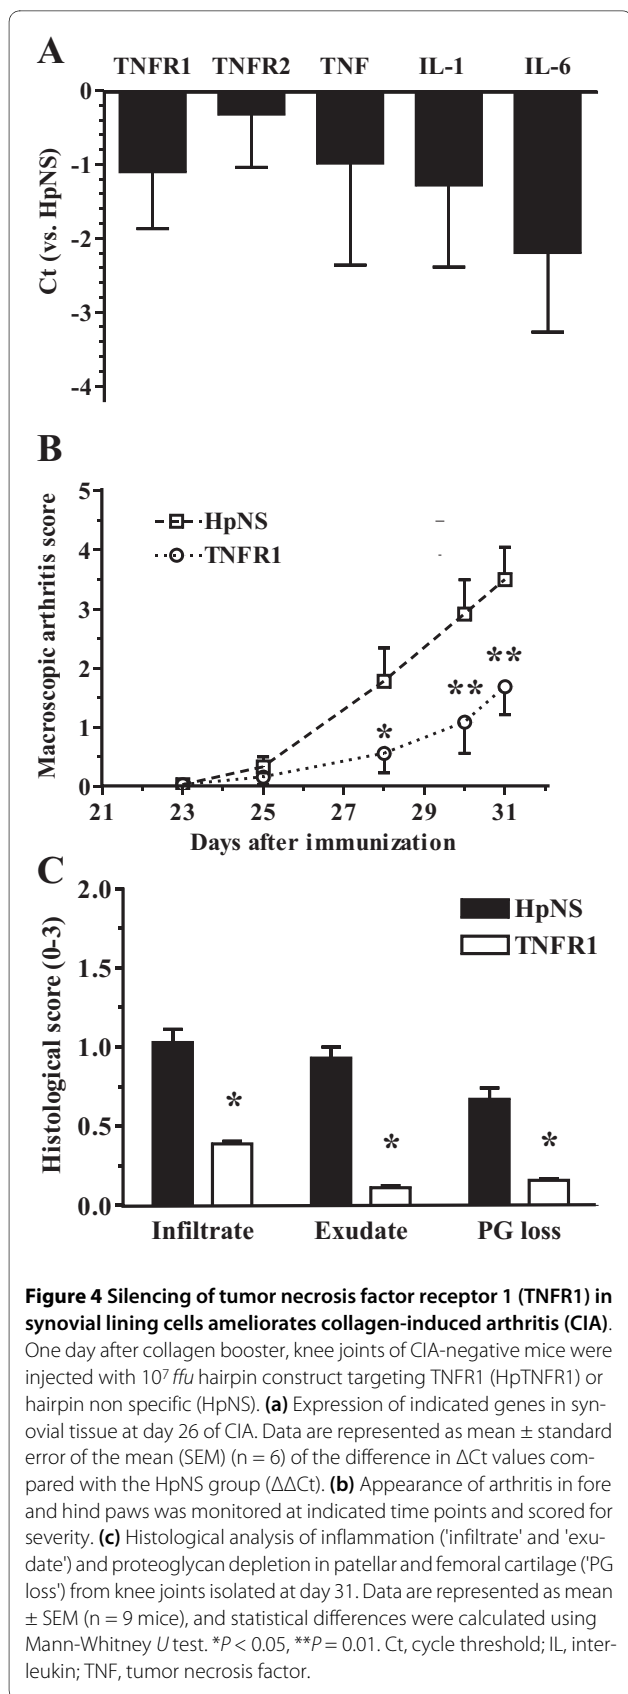 A
TNFR1 TNFR2 TNF IL-1 IL-6
0
-1
-2
-3
-4
Ct (vs. HpNS)
B
5
4
3
2
1
0
Macroscopic arthritis score
HpNS
TNFR1
*
**
**
21 23 25 27 29 31
Days after immunization
C
2.0
1.5
1.0
0.5
0.0
Histological score (0-3)
HpNS
TNFR1
* * *
Infiltrate Exudate PG loss
Figure 4 Silencing of tumor necrosis factor receptor 1 (TNFR1) in
synovial lining cells ameliorates collagen-induced arthritis (CIA).
One day after collagen booster, knee joints of CIA-negative mice were
injected with 10⁷ ffu hairpin construct targeting TNFR1 (HpTNFR1) or
hairpin non specific (HpNS). (a) Expression of indicated genes in syn-
ovial tissue at day 26 of CIA. Data are represented as mean ± standard
error of the mean (SEM) (n = 6) of the difference in ΔCt values com-
pared with the HpNS group (ΔΔCt). (b) Appearance of arthritis in fore
and hind paws was monitored at indicated time points and scored for
severity. (c) Histological analysis of inflammation ('infiltrate' and 'exu-
date') and proteoglycan depletion in patellar and femoral cartilage ('PG
loss') from knee joints isolated at day 31. Data are represented as mean
± SEM (n = 9 mice), and statistical differences were calculated using
Mann-Whitney U test. *P < 0.05, **P = 0.01. Ct, cycle threshold; IL, inter-
leukin; TNF, tumor necrosis factor.